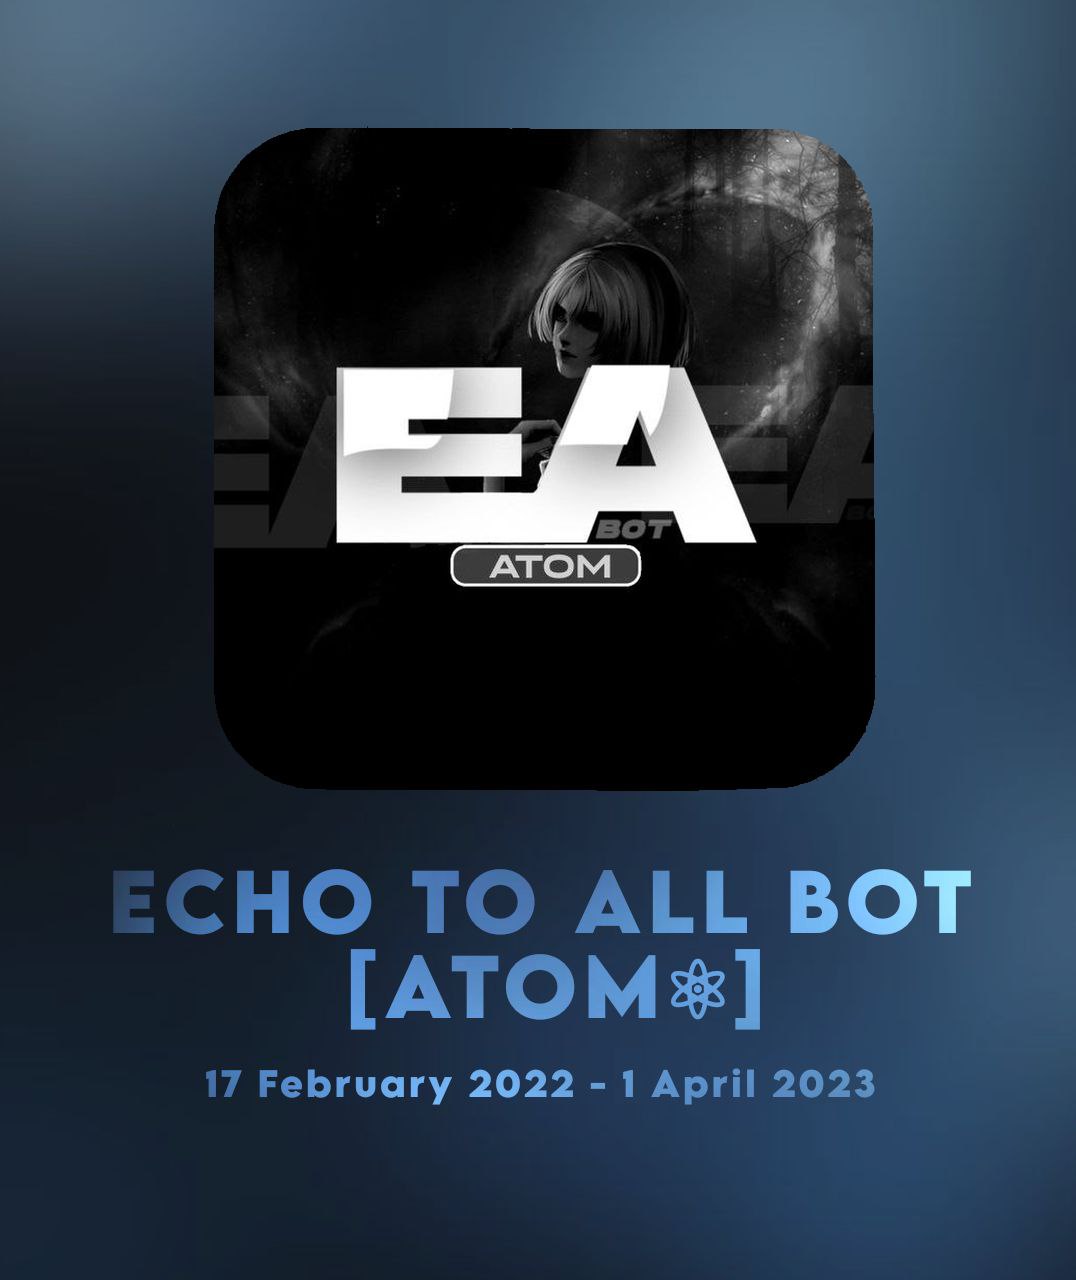 EA
BOT
ATOM
ECHO TO ALL BOT
[ATOM⚛]
17 February 2022 - 1 April 2023